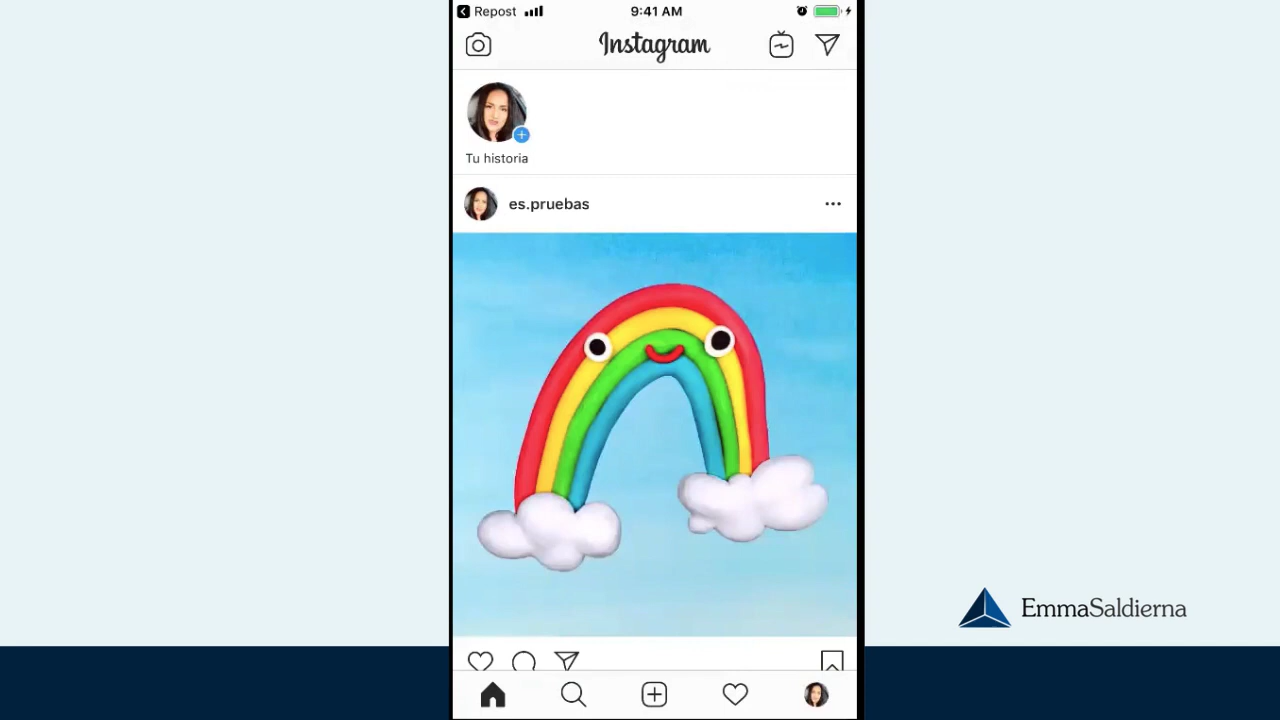 Repost
9:41 AM
Instagram
Tu historia
es.pruebas
EmmaSaldierna